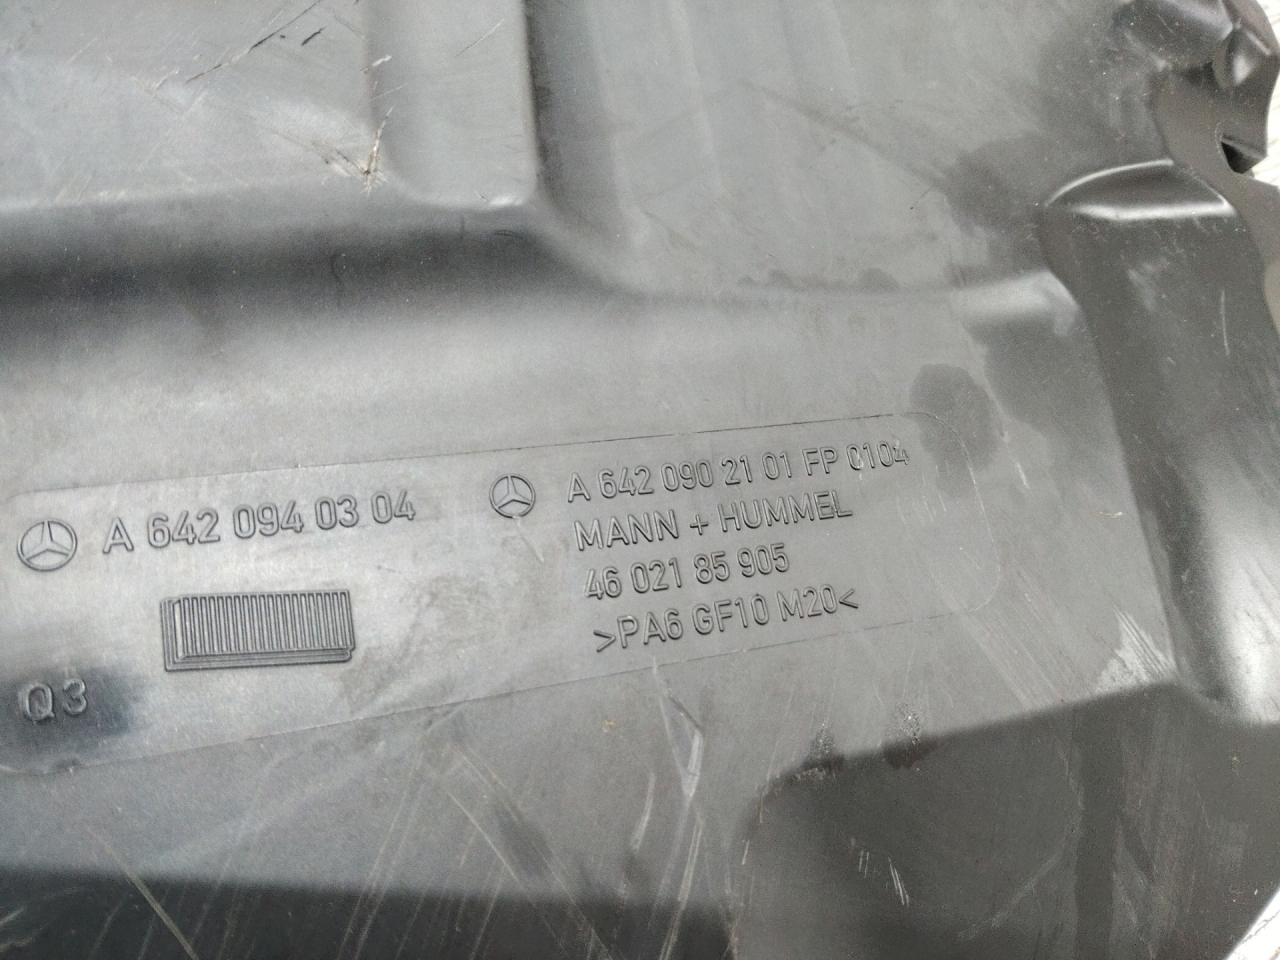 A 642 094 03 04
Q3
A 642 090 21 01 FP 0104
MANN + HUMMEL
46 021 85 905
>PA6 GF10 M20<